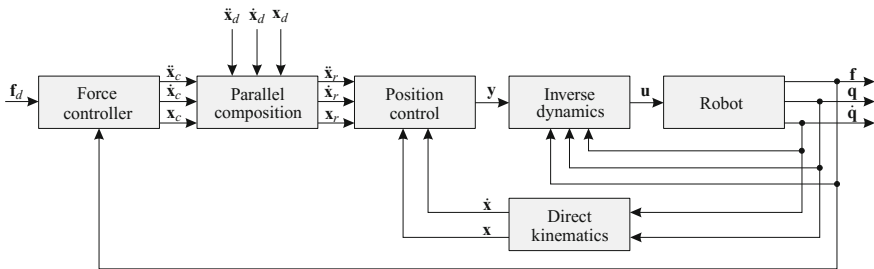 ẍ_d ẋ_d x_d
f_d
Force
controller
ẍ_c
ẋ_c
x_c
Parallel
composition
ẍ_r
ẋ_r
x_r
Position
control
y
Inverse
dynamics
u
Robot
f
q
q̇
ẋ
x
Direct
kinematics